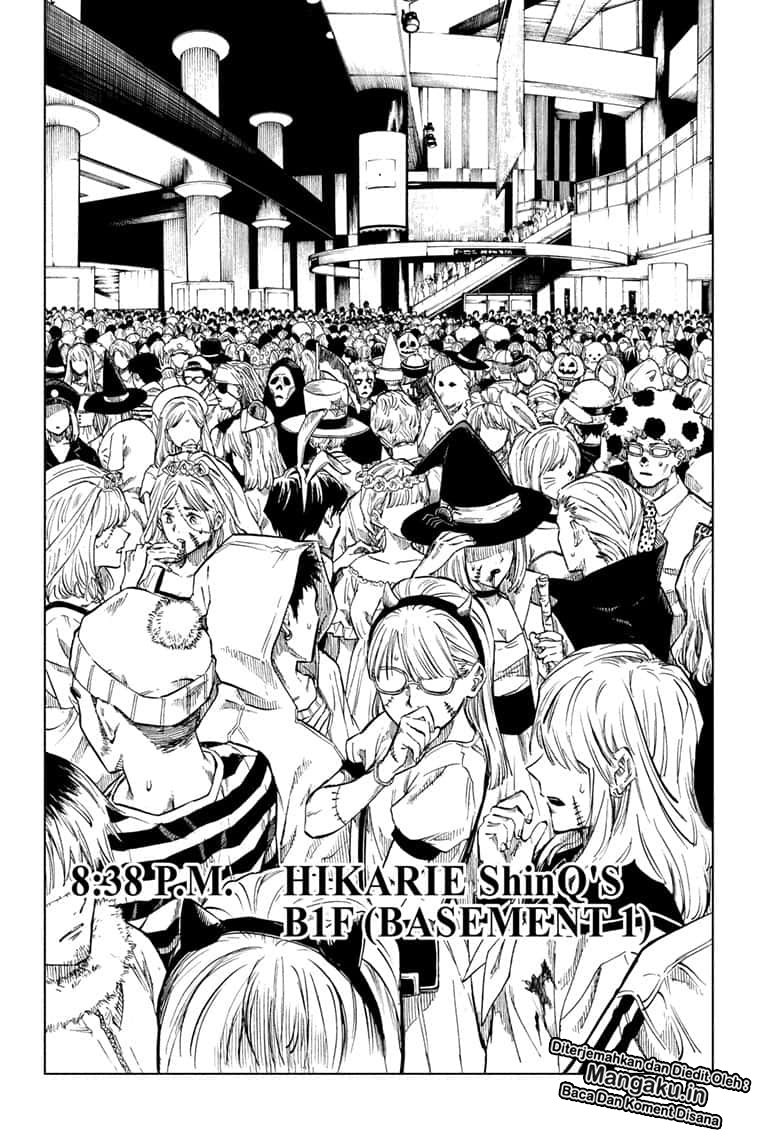 8:38 P.M. HIKARIE ShinQ'S
B1F (BASEMENT 1)
Diterjemahkan dan Diedit Oleh:
Mangaku.in
Baca Dan Koment Disana